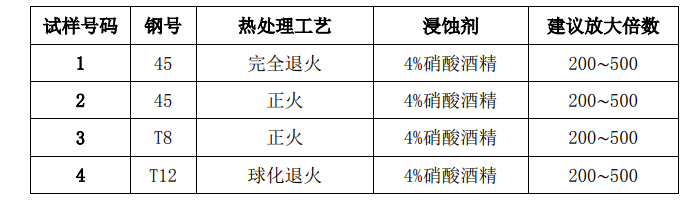 试样号码 钢号 热处理工艺 浸蚀剂 建议放大倍数
1 45 完全退火 4%硝酸酒精 200~500
2 45 正火 4%硝酸酒精 200~500
3 T8 正火 4%硝酸酒精 200~500
4 T12 球化退火 4%硝酸酒精 200~500